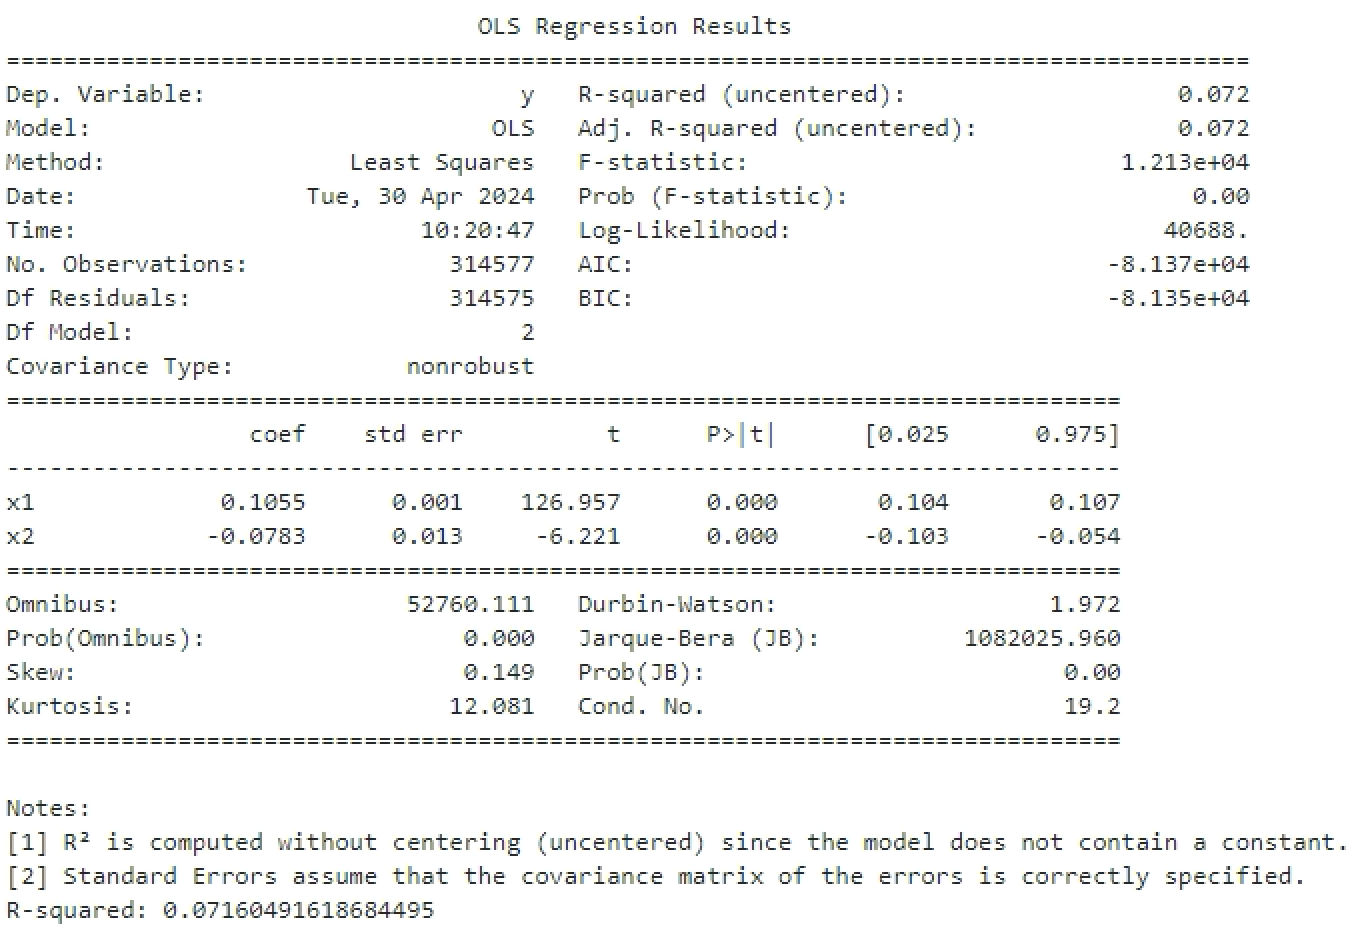 OLS Regression Results
==============================================================================
Dep. Variable: y R-squared (uncentered): 0.072
Model: OLS Adj. R-squared (uncentered): 0.072
Method: Least Squares F-statistic: 1.213e+04
Date: Tue, 30 Apr 2024 Prob (F-statistic): 0.00
Time: 10:20:47 Log-Likelihood: 40688.
No. Observations: 314577 AIC: -8.137e+04
Df Residuals: 314575 BIC: -8.135e+04
Df Model: 2
Covariance Type: nonrobust
==============================================================================
coef std err t P>|t| [0.025 0.975]
------------------------------------------------------------------------------
x1 0.1055 0.001 126.957 0.000 0.104 0.107
x2 -0.0783 0.013 -6.221 0.000 -0.103 -0.054
==============================================================================
Omnibus: 52760.111 Durbin-Watson: 1.972
Prob(Omnibus): 0.000 Jarque-Bera (JB): 1082025.960
Skew: 0.149 Prob(JB): 0.00
Kurtosis: 12.081 Cond. No. 19.2
==============================================================================
Notes:
[1] R² is computed without centering (uncentered) since the model does not contain a constant.
[2] Standard Errors assume that the covariance matrix of the errors is correctly specified.
R-squared: 0.07160491618684495